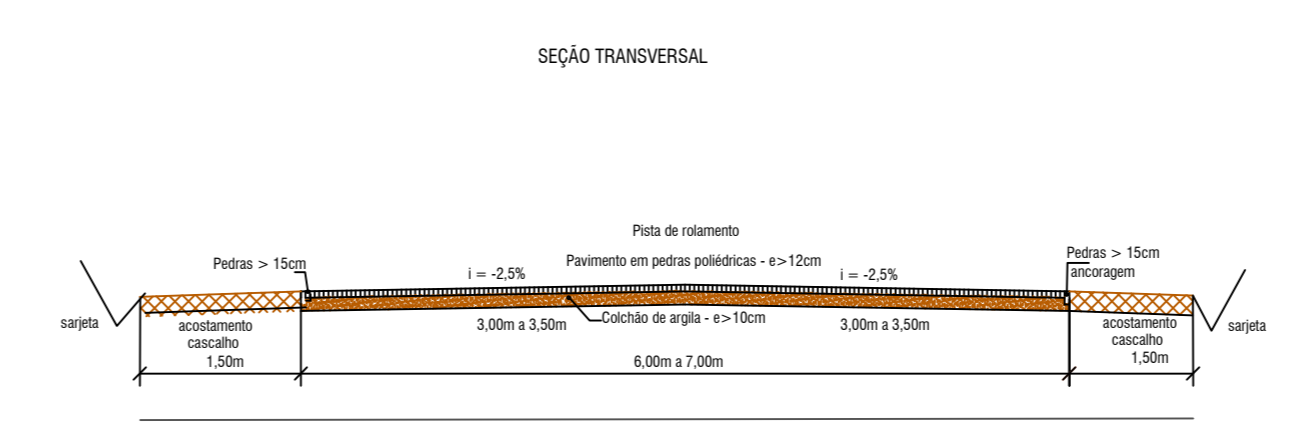 SEÇÃO TRANSVERSAL
Pista de rolamento
Pavimento em pedras poliédricas - e>12cm
Pedras > 15cm
i = -2,5%
i = -2,5%
Pedras > 15cm
ancoragem
sarjeta
acostamento
cascalho
1,50m
3,00m a 3,50m
Colchão de argila - e>10cm
3,00m a 3,50m
acostamento
cascalho
1,50m
sarjeta
6,00m a 7,00m